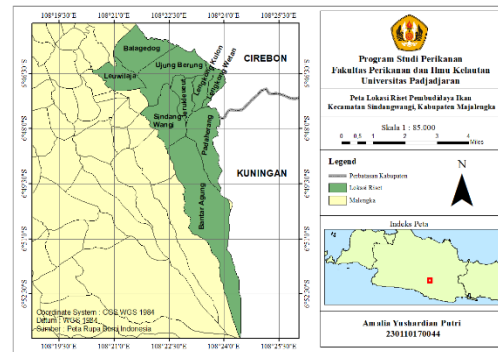 108°19'30"E 108°21'0"E 108°22'30"E 108°24'0"E 108°25'30"E
Balagedog
CIREBON
Ujung Berung
Lengkong Kulon
Lengkong Wetan
Leuwilaja
Jerukleueut
Sindang
Wangi
Padaherang
KUNINGAN
Bantar Agung
Coordinate System : CGS WGS 1984
Datum : WGS 1984
Sumber : Peta Rupa Bumi Indonesia
108°19'30"E 108°21'0"E 108°22'30"E 108°24'0"E 108°25'30"E
Program Studi Perikanan
Fakultas Perikanan dan Ilmu Kelautan
Universitas Padjadjaran
Peta Lokasi Riset Pembudidaya Ikan
Kecamatan Sindangwangi, Kabupaten Majalengka
Skala 1 : 85.000
0 0,5 1 2 3 4
Miles
Legend
N
Perbatasan Kabupaten
Lokasi Riset
Malengka
Indeks Peta
Amalia Yushardian Putri
230110170044